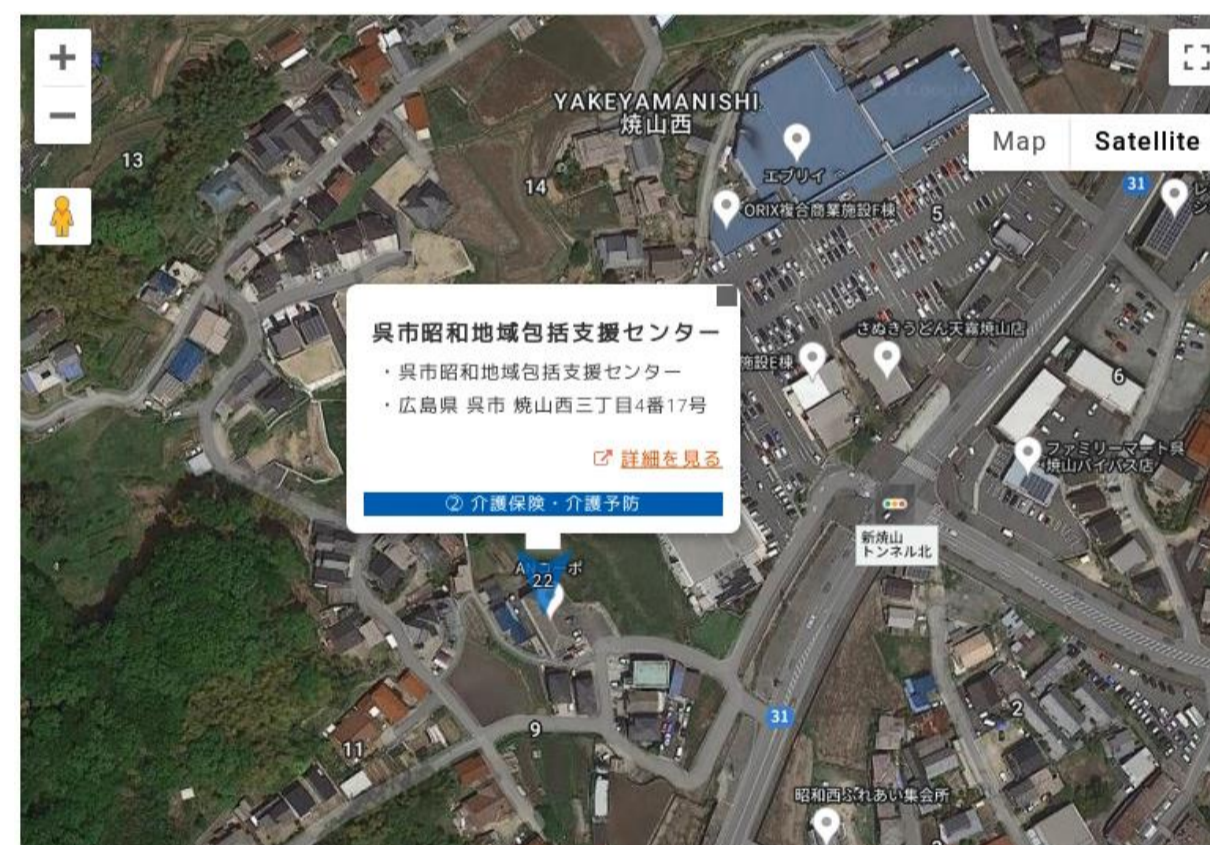 YAKEYAMANISHI
焼山西
13
14
エブリイ
ORIX複合商業施設F棟
5
Map
Satellite
31
呉市昭和地域包括支援センター
・呉市昭和地域包括支援センター
・広島県 呉市 焼山西三丁目4番17号
詳細を見る
② 介護保険・介護予防
さぬきうどん天霧焼山店
施設E棟
6
ファミリーマート呉
焼山バイパス店
新焼山
トンネル北
ANコーポ
22
31
2
9
11
昭和西ふれあい集会所